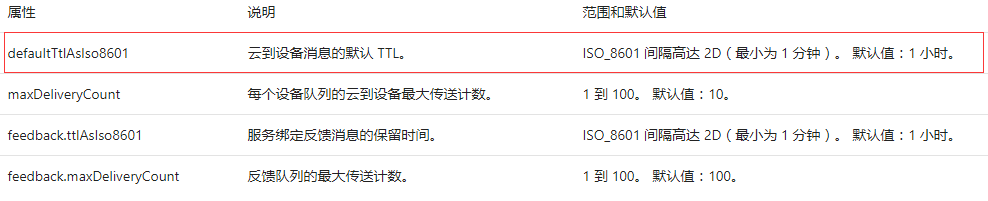 属性 说明 范围和默认值
defaultTtlAsIso8601 云到设备消息的默认 TTL。 ISO_8601 间隔高达 2D（最小为 1 分钟）。 默认值：1 小时。
maxDeliveryCount 每个设备队列的云到设备最大传送计数。 1 到 100。 默认值：10。
feedback.ttlAsIso8601 服务绑定反馈消息的保留时间。 ISO_8601 间隔高达 2D（最小为 1 分钟）。 默认值：1 小时。
feedback.maxDeliveryCount 反馈队列的最大传送计数。 1 到 100。 默认值：100。